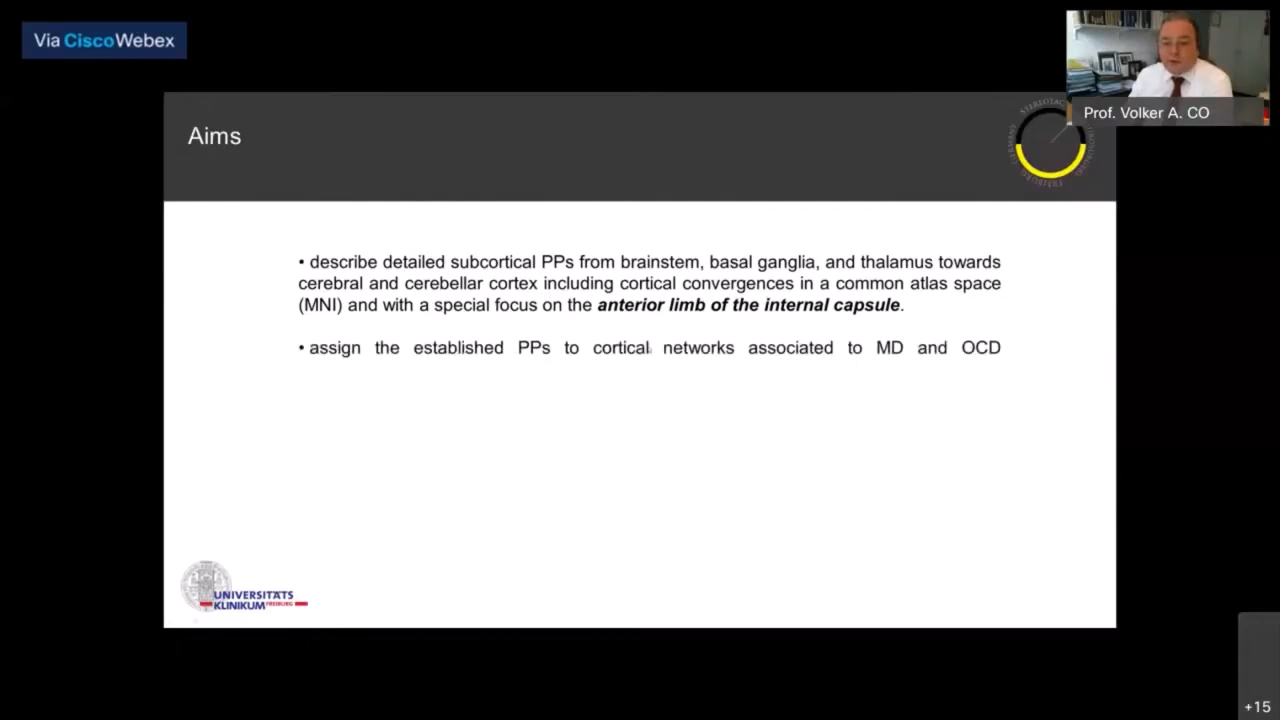 Via Cisco Webex
Prof. Volker A. CO
Aims
• describe detailed subcortical PPs from brainstem, basal ganglia, and thalamus towards
cerebral and cerebellar cortex including cortical convergences in a common atlas space
(MNI) and with a special focus on the anterior limb of the internal capsule.
• assign the established PPs to cortical networks associated to MD and OCD
UNIVERSITÄTS
KLINIKUM FREIBURG
+15